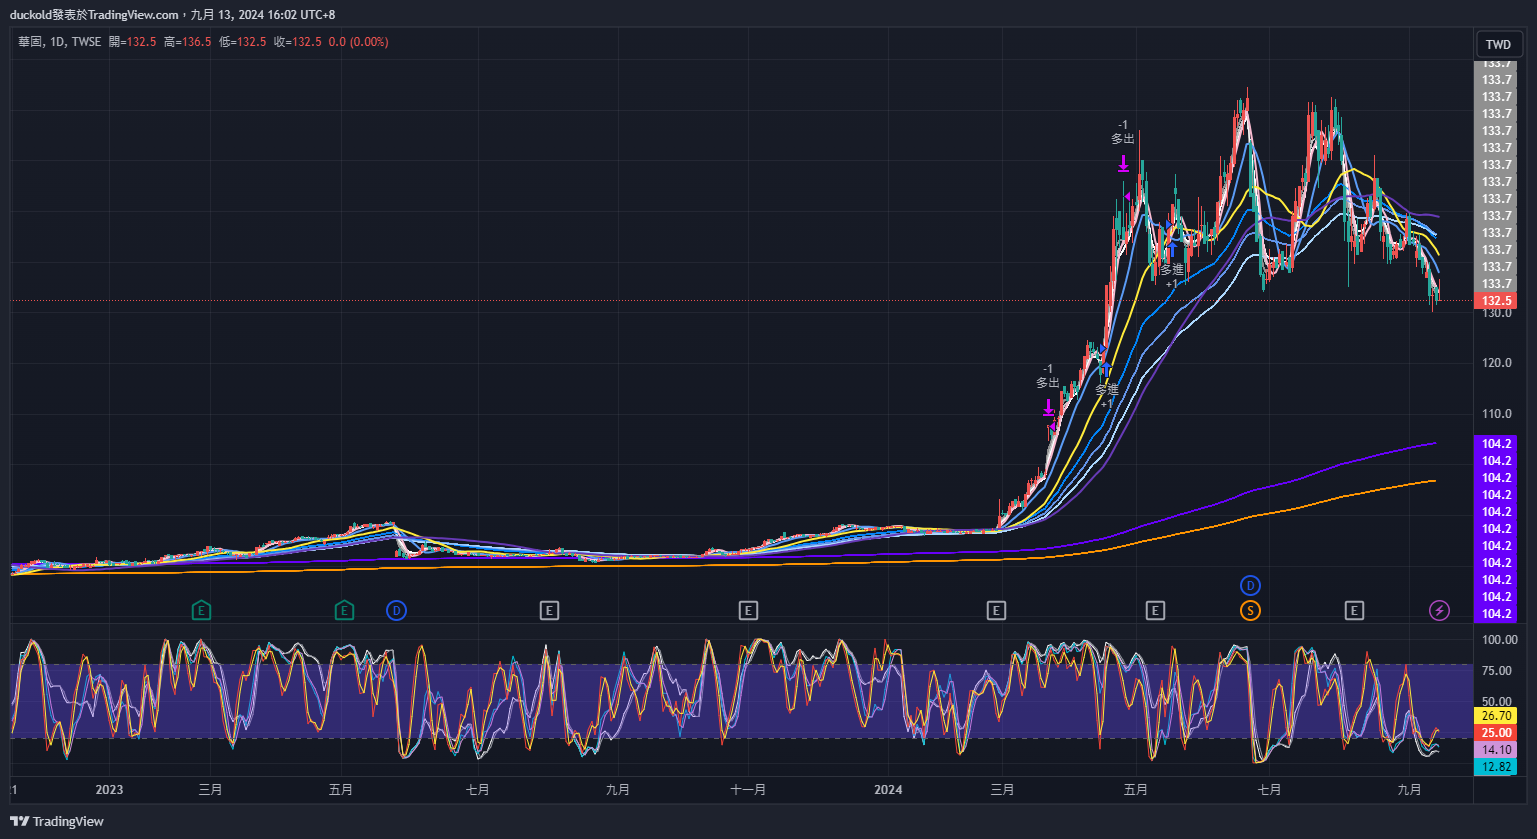 duckold發表於TradingView.com，九月 13, 2024 16:02 UTC+8
華固, 1D, TWSE 開=132.5 高=136.5 低=132.5 收=132.5 0.0 (0.00%)
TWD
133.7
133.7
133.7
133.7
133.7
133.7
133.7
133.7
133.7
133.7
133.7
133.7
133.7
133.7
132.5
130.0
120.0
110.0
104.2
104.2
104.2
104.2
104.2
104.2
104.2
104.2
104.2
104.2
104.2
-1
多出
-1
多出
多進
+1
多進
+1
E
E
D
E
E
E
E
D
S
E
100.00
75.00
50.00
26.70
25.00
14.10
12.82
2023
三月
五月
七月
九月
十一月
2024
三月
五月
七月
九月
TradingView